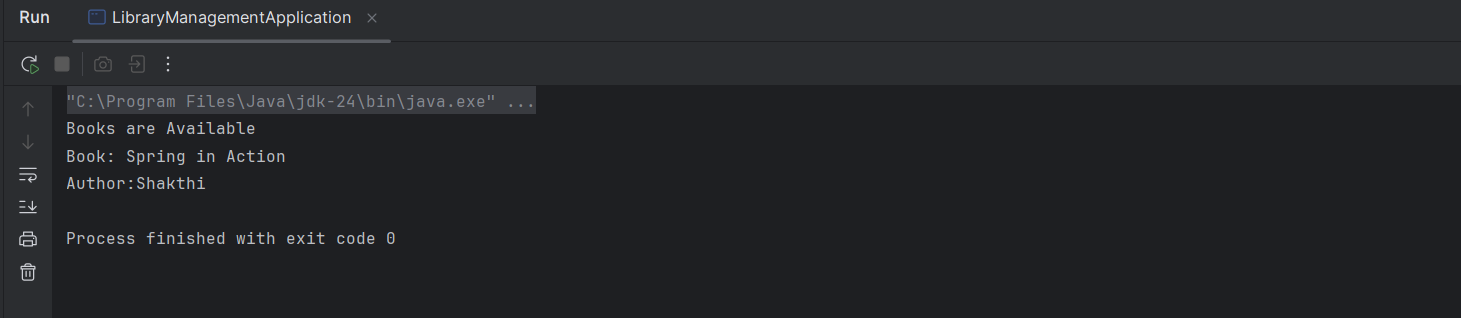 Run LibraryManagementApplication
"C:\Program Files\Java\jdk-24\bin\java.exe" ...
Books are Available
Book: Spring in Action
Author:Shakthi
Process finished with exit code 0